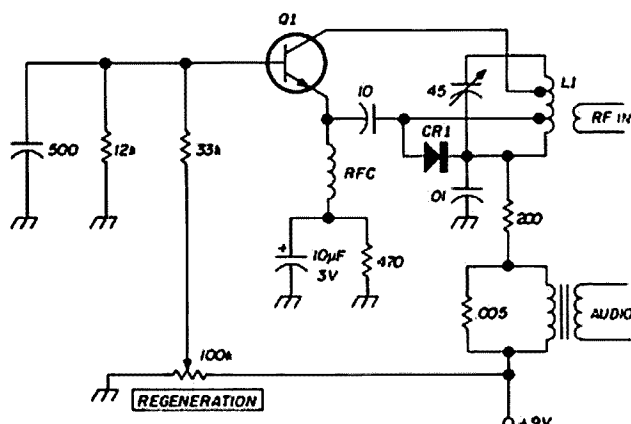 Q1
500
12k
33k
10
45
L1
RF IN
CR1
RFC
.01
200
10µF
3V
470
.005
AUDIO
100k
REGENERATION
+9V